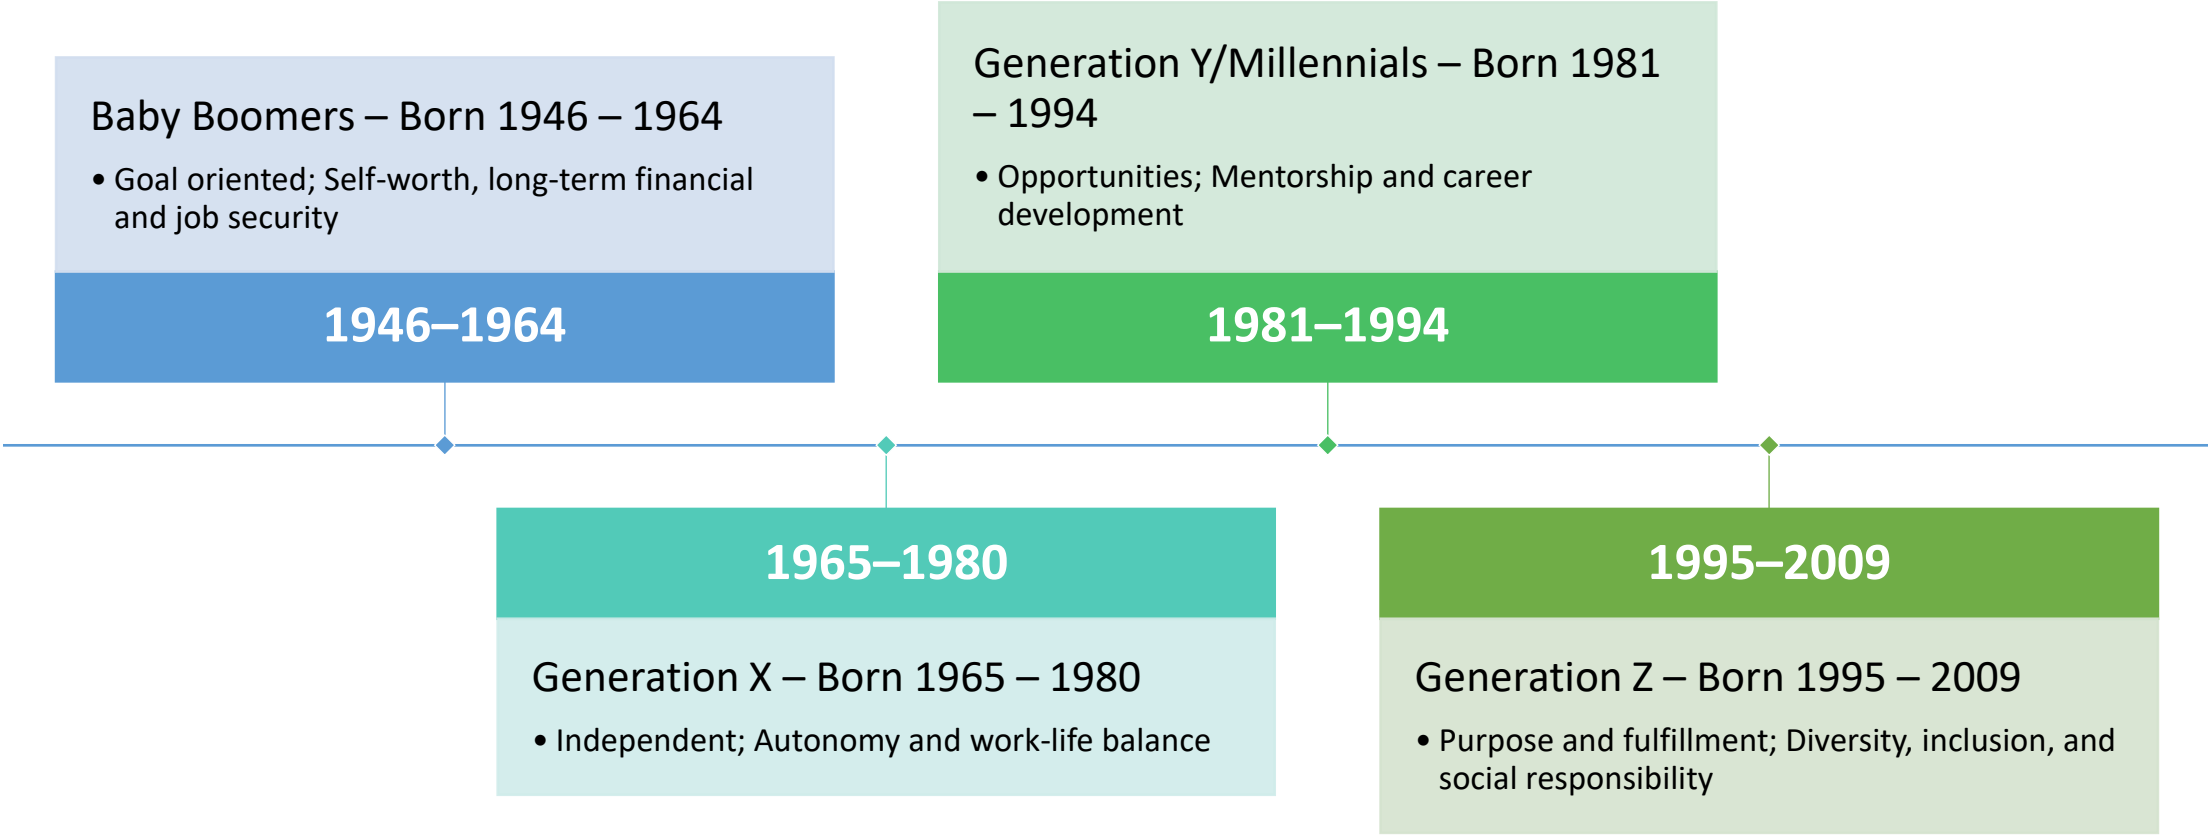 Baby Boomers – Born 1946 – 1964
• Goal oriented; Self-worth, long-term financial
and job security
1946–1964
Generation Y/Millennials – Born 1981
– 1994
• Opportunities; Mentorship and career
development
1981–1994
1965–1980
Generation X – Born 1965 – 1980
• Independent; Autonomy and work-life balance
1995–2009
Generation Z – Born 1995 – 2009
• Purpose and fulfillment; Diversity, inclusion, and
social responsibility